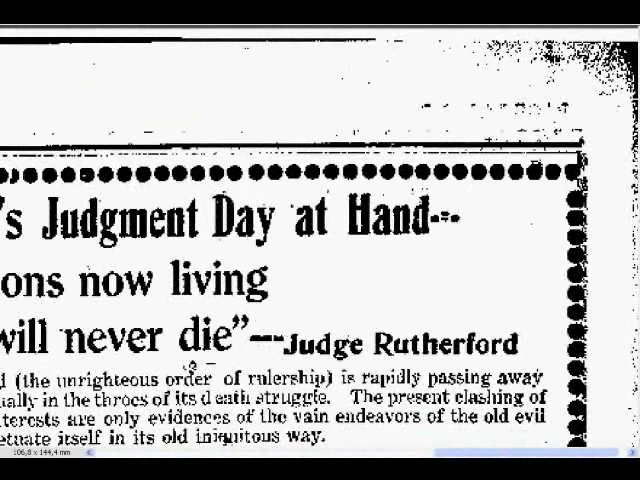 's Judgment Day at Hand--
ons now living
will never die"—Judge Rutherford
d (the unrighteous order of rulership) is rapidly passing away
ually in the throes of its death struggle. The present clashing of
terests are only evidences of the vain endeavors of the old evil
etuate itself in its old iniquitous way.
106,8 x 144,4 mm